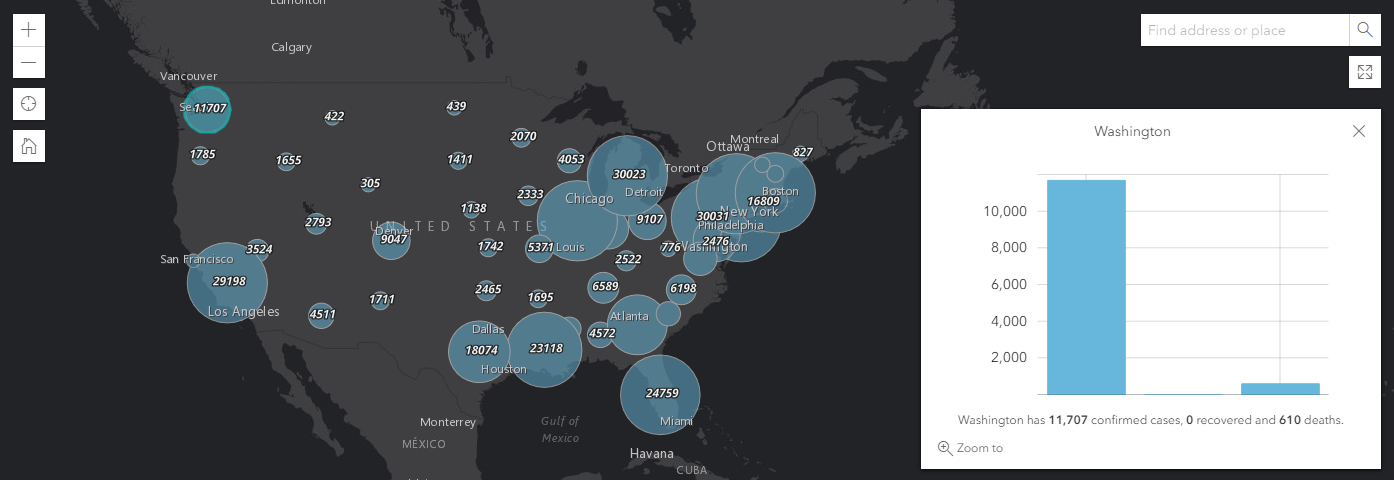 Edmonton
Calgary
Find address or place
Vancouver
11707
422
439
2070
Washington
Montreal
Ottawa
827
1785
1655
1411
4053
Toronto
30023
305
2333
Detroit
Boston
Chicago
16809
1138
9107
New York
30031
2793
UNITED STATES
Philadelphia
Denver
9047
3524
1742
5371
Louis
776
2476
Washington
San Francisco
2522
29198
2465
6589
6198
1711
1695
Los Angeles
4511
Atlanta
Dallas
4572
18074
23118
Houston
24759
Miami
Monterrey
Gulf of
Mexico
MÉXICO
Havana
CUBA
10,000
8,000
6,000
4,000
2,000
Washington has 11,707 confirmed cases, 0 recovered and 610 deaths.
Zoom to